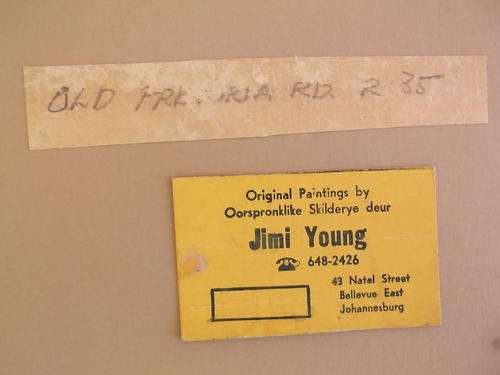 OLD RD. R 35
Original Paintings by
Oorspronklike Skilderye deur
Jimi Young
648-2426
43 Natal Street
Bellevue East
Johannesburg